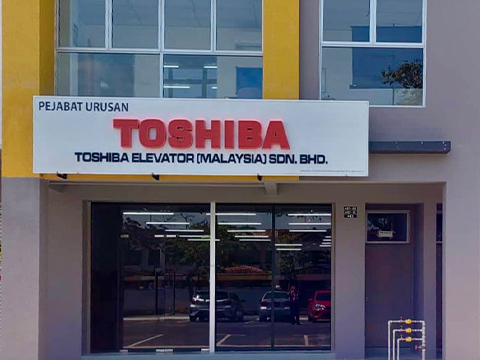 PEJABAT URUSAN
TOSHIBA
TOSHIBA ELEVATOR (MALAYSIA) SDN. BHD.